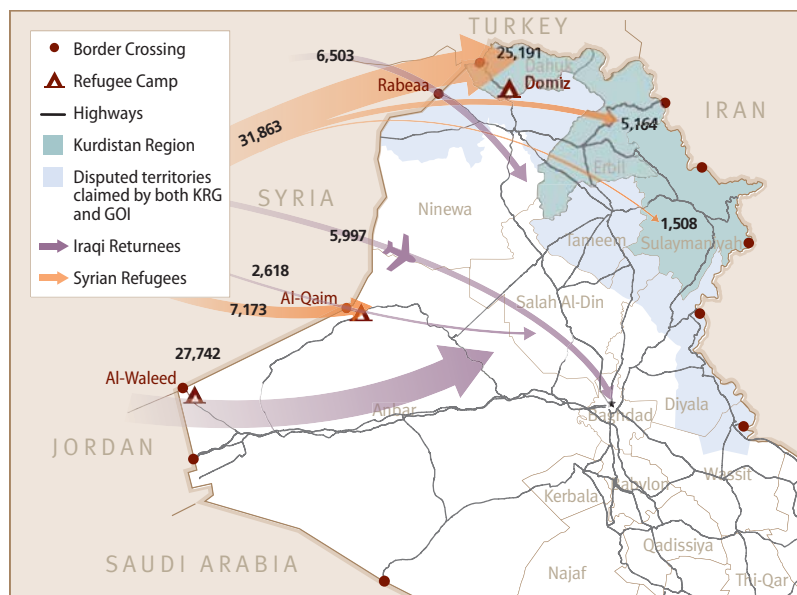 TURKEY
Border Crossing
Refugee Camp
Highways
Kurdistan Region
Disputed territories
claimed by both KRG
and GOI
Iraqi Returnees
Syrian Refugees
6,503
25,191
Dahuk
Domiz
Rabeaa
IRAN
31,863
5,164
Erbil
SYRIA
Ninewa
1,508
5,997
Tameem
Sulaymaniyah
2,618
Al-Qaim
7,173
Salah Al-Din
27,742
Al-Waleed
Anbar
Baghdad
Diyala
JORDAN
Wassit
Babylon
Kerbala
Qadissiya
SAUDI ARABIA
Najaf
Thi-Qar